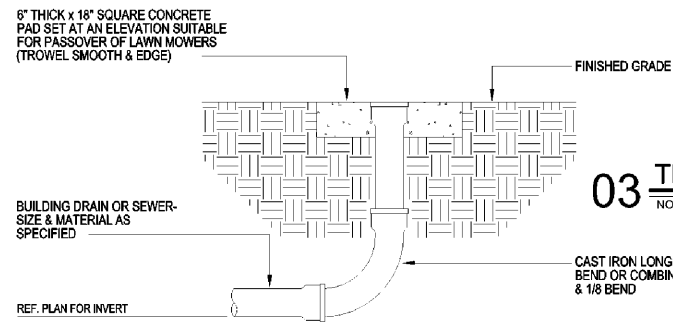 6" THICK x 18" SQUARE CONCRETE
PAD SET AT AN ELEVATION SUITABLE
FOR PASSOVER OF LAWN MOWERS
(TROWEL SMOOTH & EDGE)
FINISHED GRADE
03
BUILDING DRAIN OR SEWER-
SIZE & MATERIAL AS
SPECIFIED
CAST IRON LONG
BEND OR
& 1/8 BEND
REF. PLAN FOR INVERT